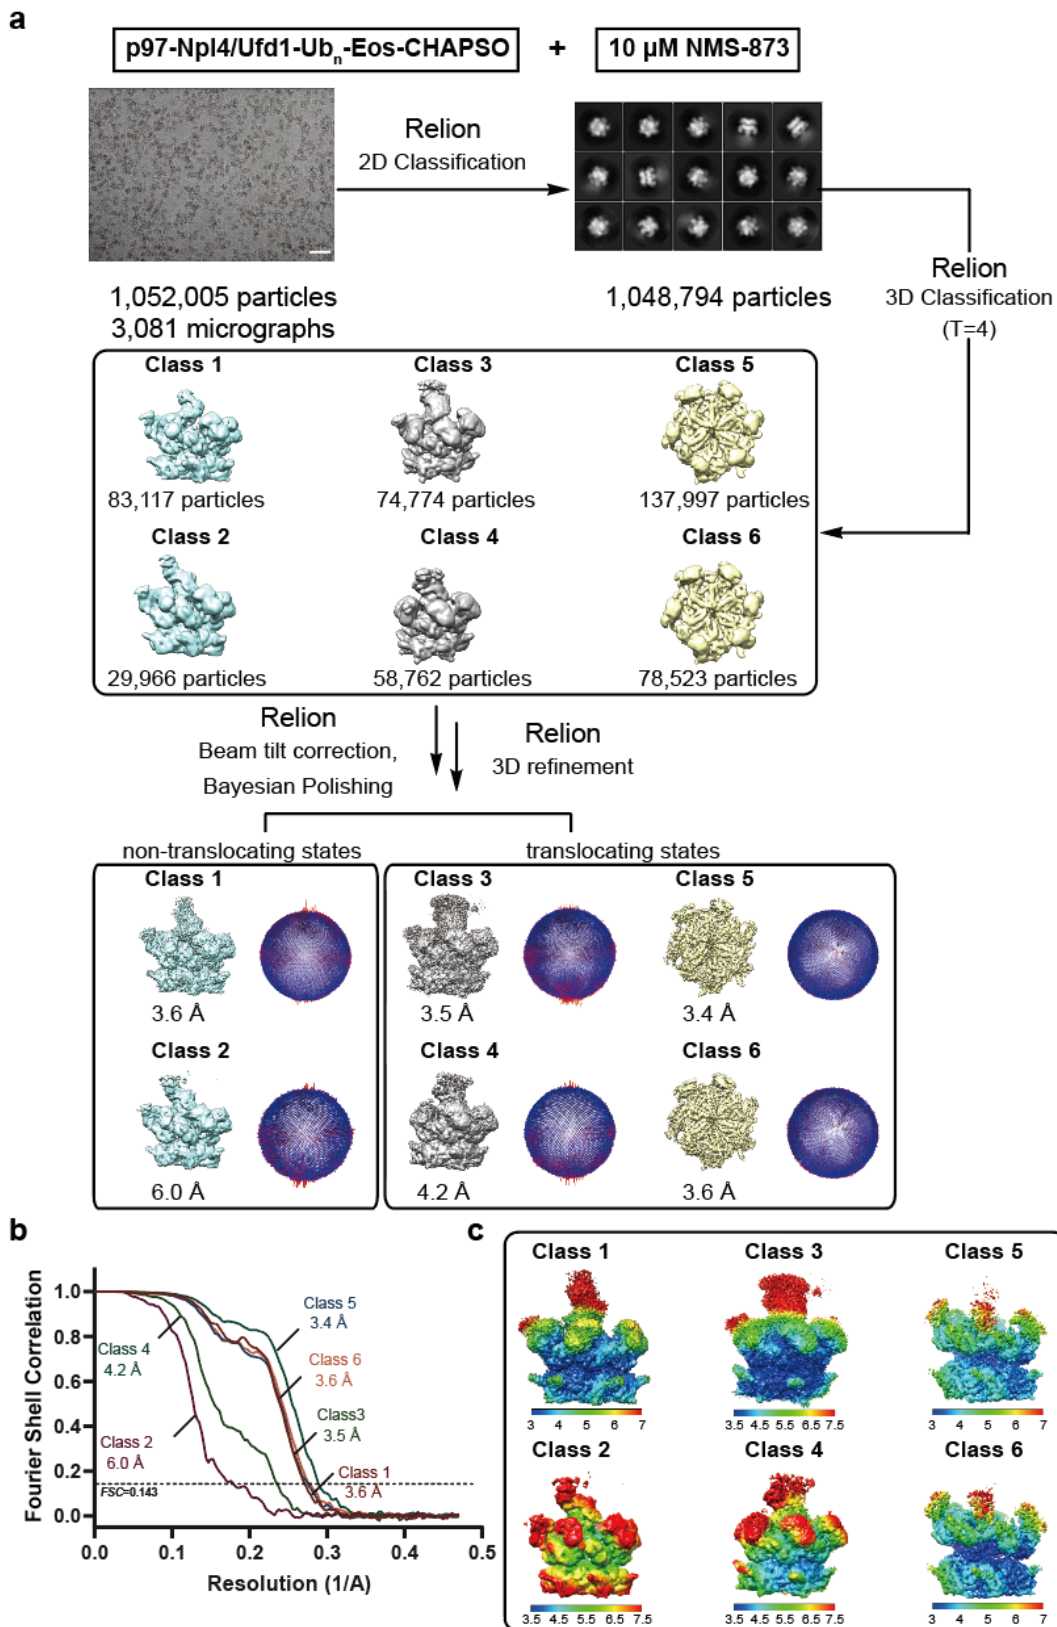 a
p97-Npl4/Ufd1-Ubn-Eos-CHAPSO + 10 µM NMS-873
Relion
2D Classification
1,052,005 particles
3,081 micrographs
1,048,794 particles
Relion
3D Classification
(T=4)
Class 1 Class 3 Class 5
83,117 particles 74,774 particles 137,997 particles
Class 2 Class 4 Class 6
29,966 particles 58,762 particles 78,523 particles
Relion
Beam tilt correction,
Bayesian Polishing
Relion
3D refinement
non-translocating states translocating states
Class 1 Class 3 Class 5
3.6 Å 3.5 Å 3.4 Å
Class 2 Class 4 Class 6
6.0 Å 4.2 Å 3.6 Å
b
Fourier Shell Correlation
1.0
0.8
0.6
0.4
0.2
0.0
Class 5
3.4 Å
Class 4
4.2 Å
Class 6
3.6 Å
Class3
3.5 Å
Class 2
6.0 Å
Class 1
3.6 Å
FSC=0.143
0.0 0.1 0.2 0.3 0.4 0.5
Resolution (1/A)
c
Class 1 Class 3 Class 5
3 4 5 6 7 3.5 4.5 5.5 6.5 7.5 3 4 5 6 7
Class 2 Class 4 Class 6
3.5 4.5 5.5 6.5 7.5 3.5 4.5 5.5 6.5 7.5 3 4 5 6 7